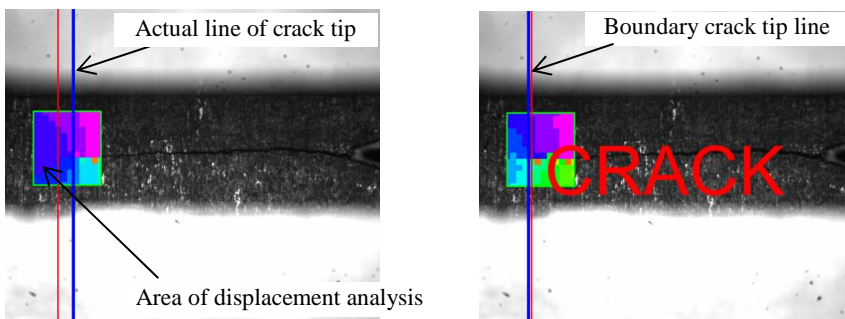 Actual line of crack tip
Boundary crack tip line
CRACK
Area of displacement analysis